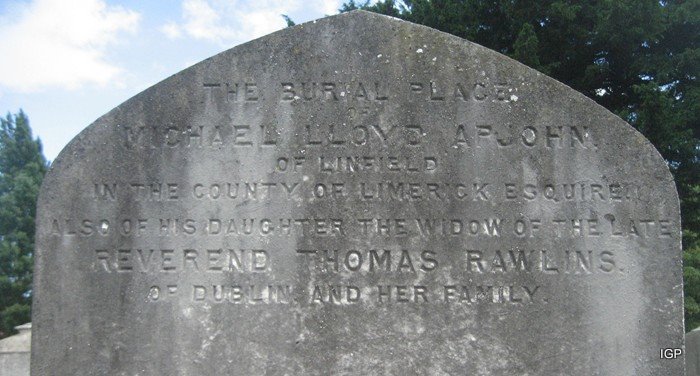 THE BURIAL PLACE
OF
MICHAEL LLOYD APJOHN.
OF LINFIELD
IN THE COUNTY OF LIMERICK ESQUIRE.
ALSO OF HIS DAUGHTER THE WIDOW OF THE LATE
REVEREND THOMAS RAWLINS.
OF DUBLIN. AND HER FAMILY.
IGP